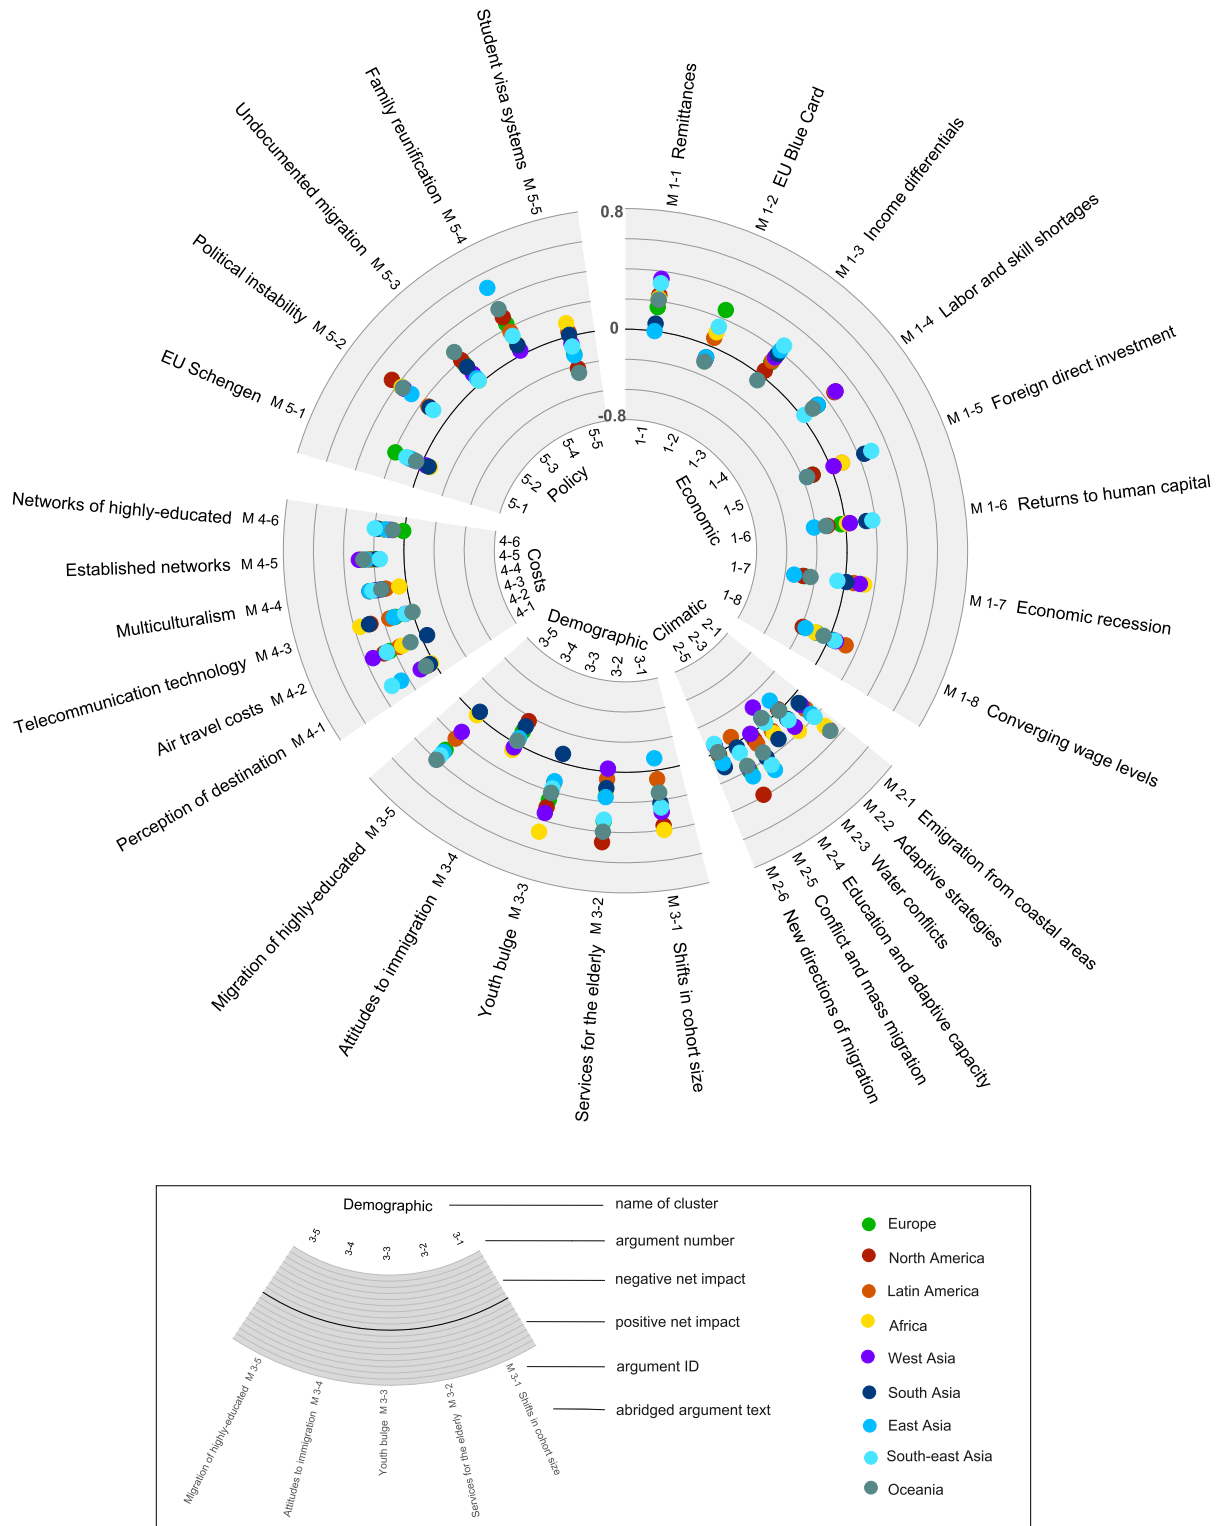 Student visa systems M 5-5
Family reunification M 5-4
Undocumented migration M 5-3
Political instability M 5-2
EU Schengen M 5-1
M 1-1 Remittances
M 1-2 EU Blue Card
M 1-3 Income differentials
M 1-4 Labor and skill shortages
M 1-5 Foreign direct investment
M 1-6 Returns to human capital
M 1-7 Economic recession
M 1-8 Converging wage levels
0.8
0
-0.8
5-5
5-4
5-3
5-2
5-1
Policy
1-1
1-2
1-3
1-4
1-5
1-6
1-7
1-8
Economic
4-6
4-5
4-4
4-3
4-2
4-1
Costs
Demographic
3-5
3-4
3-3
3-2
3-1
Climatic
2-1
2-3
2-5
Networks of highly-educated M 4-6
Established networks M 4-5
Multiculturalism M 4-4
Telecommunication technology M 4-3
Air travel costs M 4-2
Perception of destination M 4-1
Migration of highly-educated M 3-5
Attitudes to immigration M 3-4
Youth bulge M 3-3
Services for the elderly M 3-2
M 3-1 Shifts in cohort size
M 2-1 Emigration from coastal areas
M 2-2 Adaptive strategies
M 2-3 Water conflicts
M 2-4 Education and adaptive capacity
M 2-5 Conflict and mass migration
M 2-6 New directions of migration
Demographic
name of cluster
3-5
3-4
3-3
3-2
3-1
argument number
negative net impact
positive net impact
argument ID
abridged argument text
Migration of highly-educated M 3-5
Attitudes to immigration M 3-4
Youth bulge M 3-3
Services for the elderly M 3-2
M 3-1 Shifts in cohort size
Europe
North America
Latin America
Africa
West Asia
South Asia
East Asia
South-east Asia
Oceania